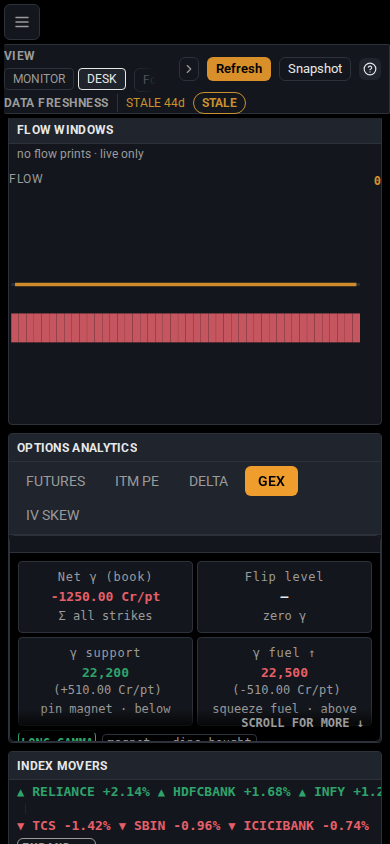 VIEW
MONITOR DESK Refresh Snapshot
DATA FRESHNESS STALE 44d STALE
FLOW WINDOWS
no flow prints · live only
FLOW 0
OPTIONS ANALYTICS
FUTURES ITM PE DELTA GEX
IV SKEW
Net γ (book) Flip level
-1250.00 Cr/pt —
Σ all strikes zero γ
γ support γ fuel ↑
22,200 22,500
(+510.00 Cr/pt) (-510.00 Cr/pt)
pin magnet · below squeeze fuel · above
SCROLL FOR MORE ↓
INDEX MOVERS
▲ RELIANCE +2.14% ▲ HDFCBANK +1.68% ▲ INFY +1.2
▼ TCS -1.42% ▼ SBIN -0.96% ▼ ICICIBANK -0.74%